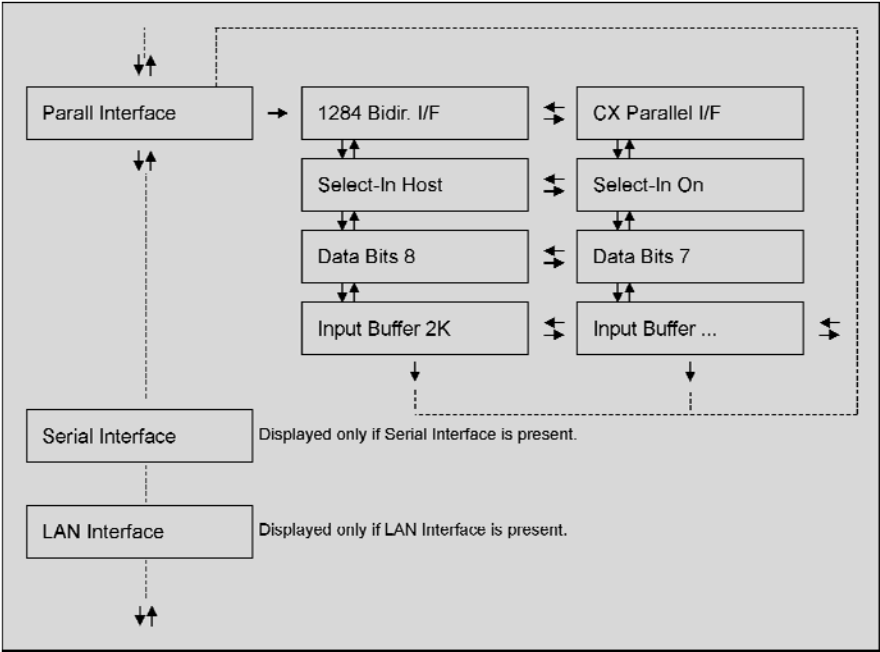 Parall Interface
1284 Bidir. I/F
CX Parallel I/F
Select-In Host
Select-In On
Data Bits 8
Data Bits 7
Input Buffer 2K
Input Buffer ...
Serial Interface
Displayed only if Serial Interface is present.
LAN Interface
Displayed only if LAN Interface is present.